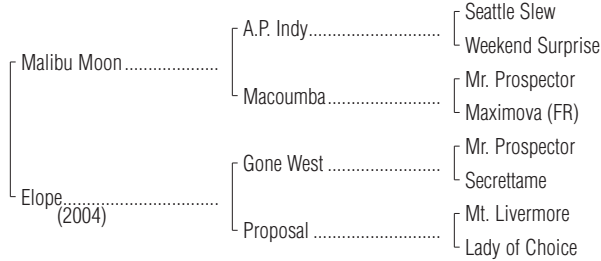 Seattle Slew
A.P. Indy..............................
Weekend Surprise
Malibu Moon.....................
Mr. Prospector
Macoumba..........................
Maximova (FR)
Mr. Prospector
Gone West ..........................
Secrettame
Elope...................................
(2004)
Mt. Livermore
Proposal .............................
Lady of Choice